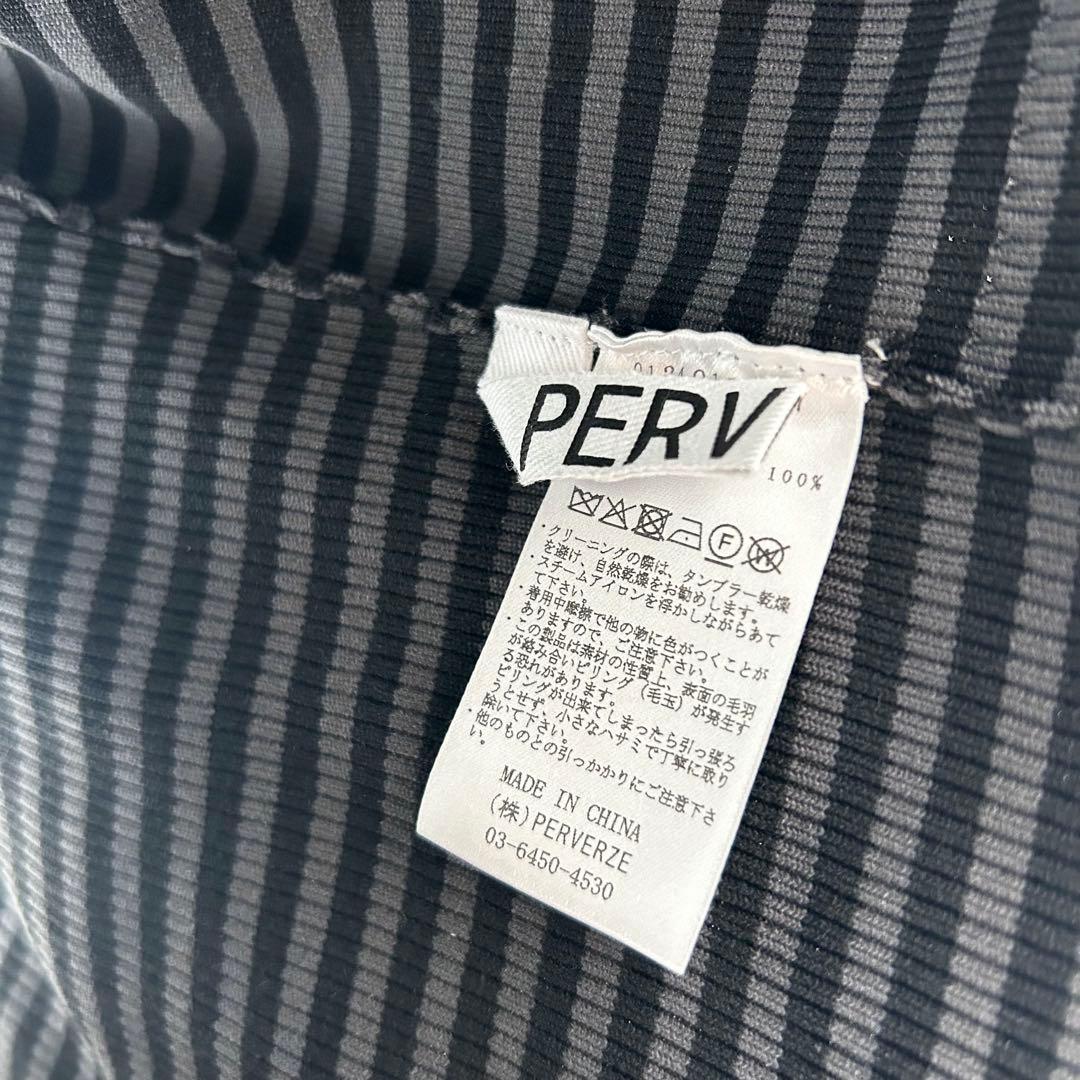 PERV
100%
F
W
・クリーニングの際は、タンブラー乾燥
を避け、自然乾燥をお勧めします。
・スチームアイロンを浮かしながらあて
て下さい。
・着用中摩擦で他の物に色がつくことが
ありますので、ご注意下さい。
・この製品は素材の性質上、表面の毛羽
が絡み合いピリング（毛玉）が発生す
る恐れがあります。
ピリングが出来てしまったら引っ張ろ
うとせず、小さなハサミで丁寧に取り
除いて下さい。
・他のものとの引っかかりにご注意下さ
い。
MADE IN CHINA
(株)PERVERZE
03-6450-4530